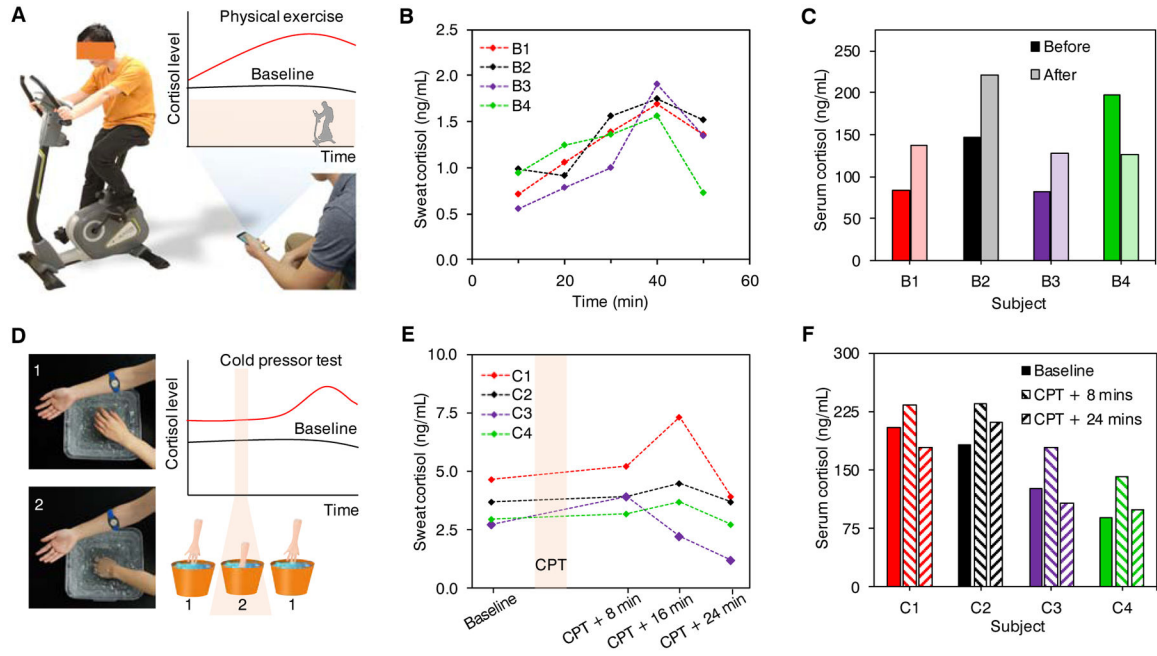 A
Physical exercise
Cortisol level
Baseline
Time
B
2.5
2.0
1.5
1.0
0.5
0.0
Sweat cortisol (ng/mL)
B1
B2
B3
B4
0
20
40
60
Time (min)
C
250
200
150
100
50
0
Serum cortisol (ng/mL)
Before
After
B1
B2
B3
B4
Subject
D
1
2
Cold pressor test
Cortisol level
Baseline
Time
1
2
1
E
10.0
7.5
5.0
2.5
0.0
Sweat cortisol (ng/mL)
C1
C2
C3
C4
CPT
Baseline
CPT + 8 min
CPT + 16 min
CPT + 24 min
F
300
225
150
75
0
Serum cortisol (ng/mL)
Baseline
CPT + 8 mins
CPT + 24 mins
C1
C2
C3
C4
Subject